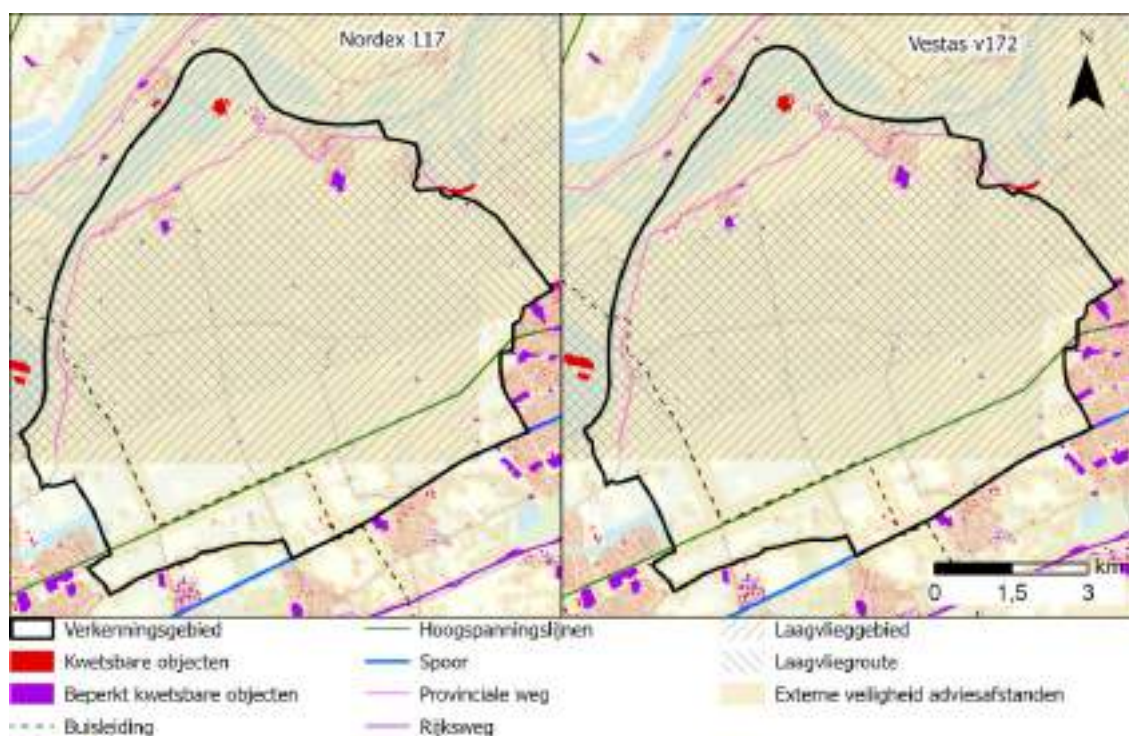 Nordex 117
Vestas v172
N
km
0 1,5 3
Verkenningsgebied
Kwetsbare objecten
Beperkt kwetsbare objecten
Buisleiding
Hoogspanningslijnen
Spoor
Provinciale weg
Rijksweg
Laagvlieggebied
Laagvliegroute
Externe veiligheid adviesafstanden